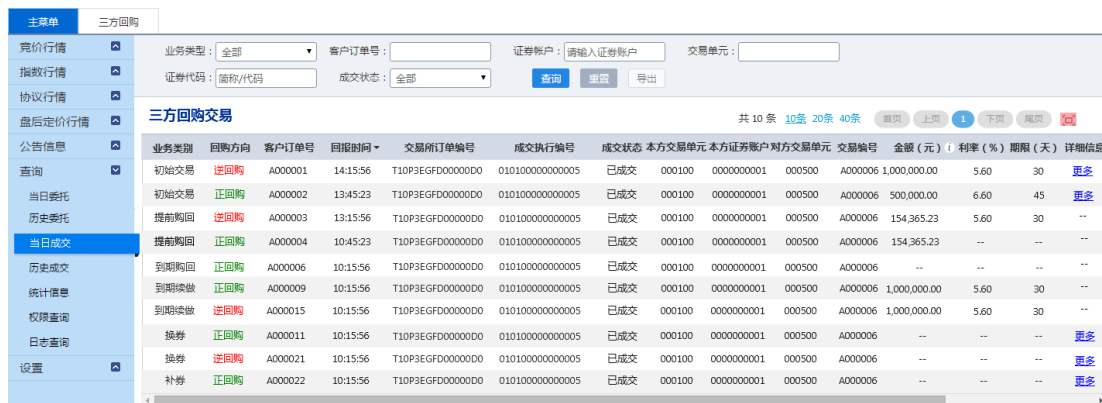 主菜单 三方回购
竞价行情
指数行情
协议行情
盘后定价行情
公告信息
查询
当日委托
历史委托
当日成交
历史成交
统计信息
权限查询
日志查询
设置
业务类型： 全部 客户订单号： 证券帐户： 请输入证券账户 交易单元：
证券代码： 简称/代码 成交状态： 全部 查询 重置 导出
三方回购交易 共 10 条 10条 20条 40条 首页 上页 1 下页 尾页
业务类别 回购方向 客户订单号 回报时间 交易所订单编号 成交执行编号 成交状态 本方交易单元 本方证券账户 对方交易单元 交易编号 金额（元） i 利率（%） 期限（天） 详细信息
初始交易 逆回购 A000001 14:15:56 T10P3EGFD00000D0 010100000000005 已成交 000100 0000000001 000500 A000006 1,000,000.00 5.60 30 更多
初始交易 正回购 A000002 13:45:23 T10P3EGFD00000D0 010100000000005 已成交 000100 0000000001 000500 A000006 500,000.00 6.60 45 更多
提前购回 逆回购 A000003 13:15:56 T10P3EGFD00000D0 010100000000005 已成交 000100 0000000001 000500 A000006 154,365.23 5.60 30 --
提前购回 正回购 A000004 10:45:23 T10P3EGFD00000D0 010100000000005 已成交 000100 0000000001 000500 A000006 154,365.23 -- -- --
到期购回 正回购 A000006 10:15:56 T10P3EGFD00000D0 010100000000005 已成交 000100 0000000001 000500 A000006 -- -- -- --
到期续做 正回购 A000009 10:15:56 T10P3EGFD00000D0 010100000000005 已成交 000100 0000000001 000500 A000006 1,000,000.00 5.60 30 --
到期续做 逆回购 A000015 10:15:56 T10P3EGFD00000D0 010100000000005 已成交 000100 0000000001 000500 A000006 1,000,000.00 5.60 30 --
换券 正回购 A000011 10:15:56 T10P3EGFD00000D0 010100000000005 已成交 000100 0000000001 000500 A000006 -- -- -- 更多
换券 逆回购 A000021 10:15:56 T10P3EGFD00000D0 010100000000005 已成交 000100 0000000001 000500 A000006 -- -- -- 更多
补券 正回购 A000022 10:15:56 T10P3EGFD00000D0 010100000000005 已成交 000100 0000000001 000500 A000006 -- -- -- 更多